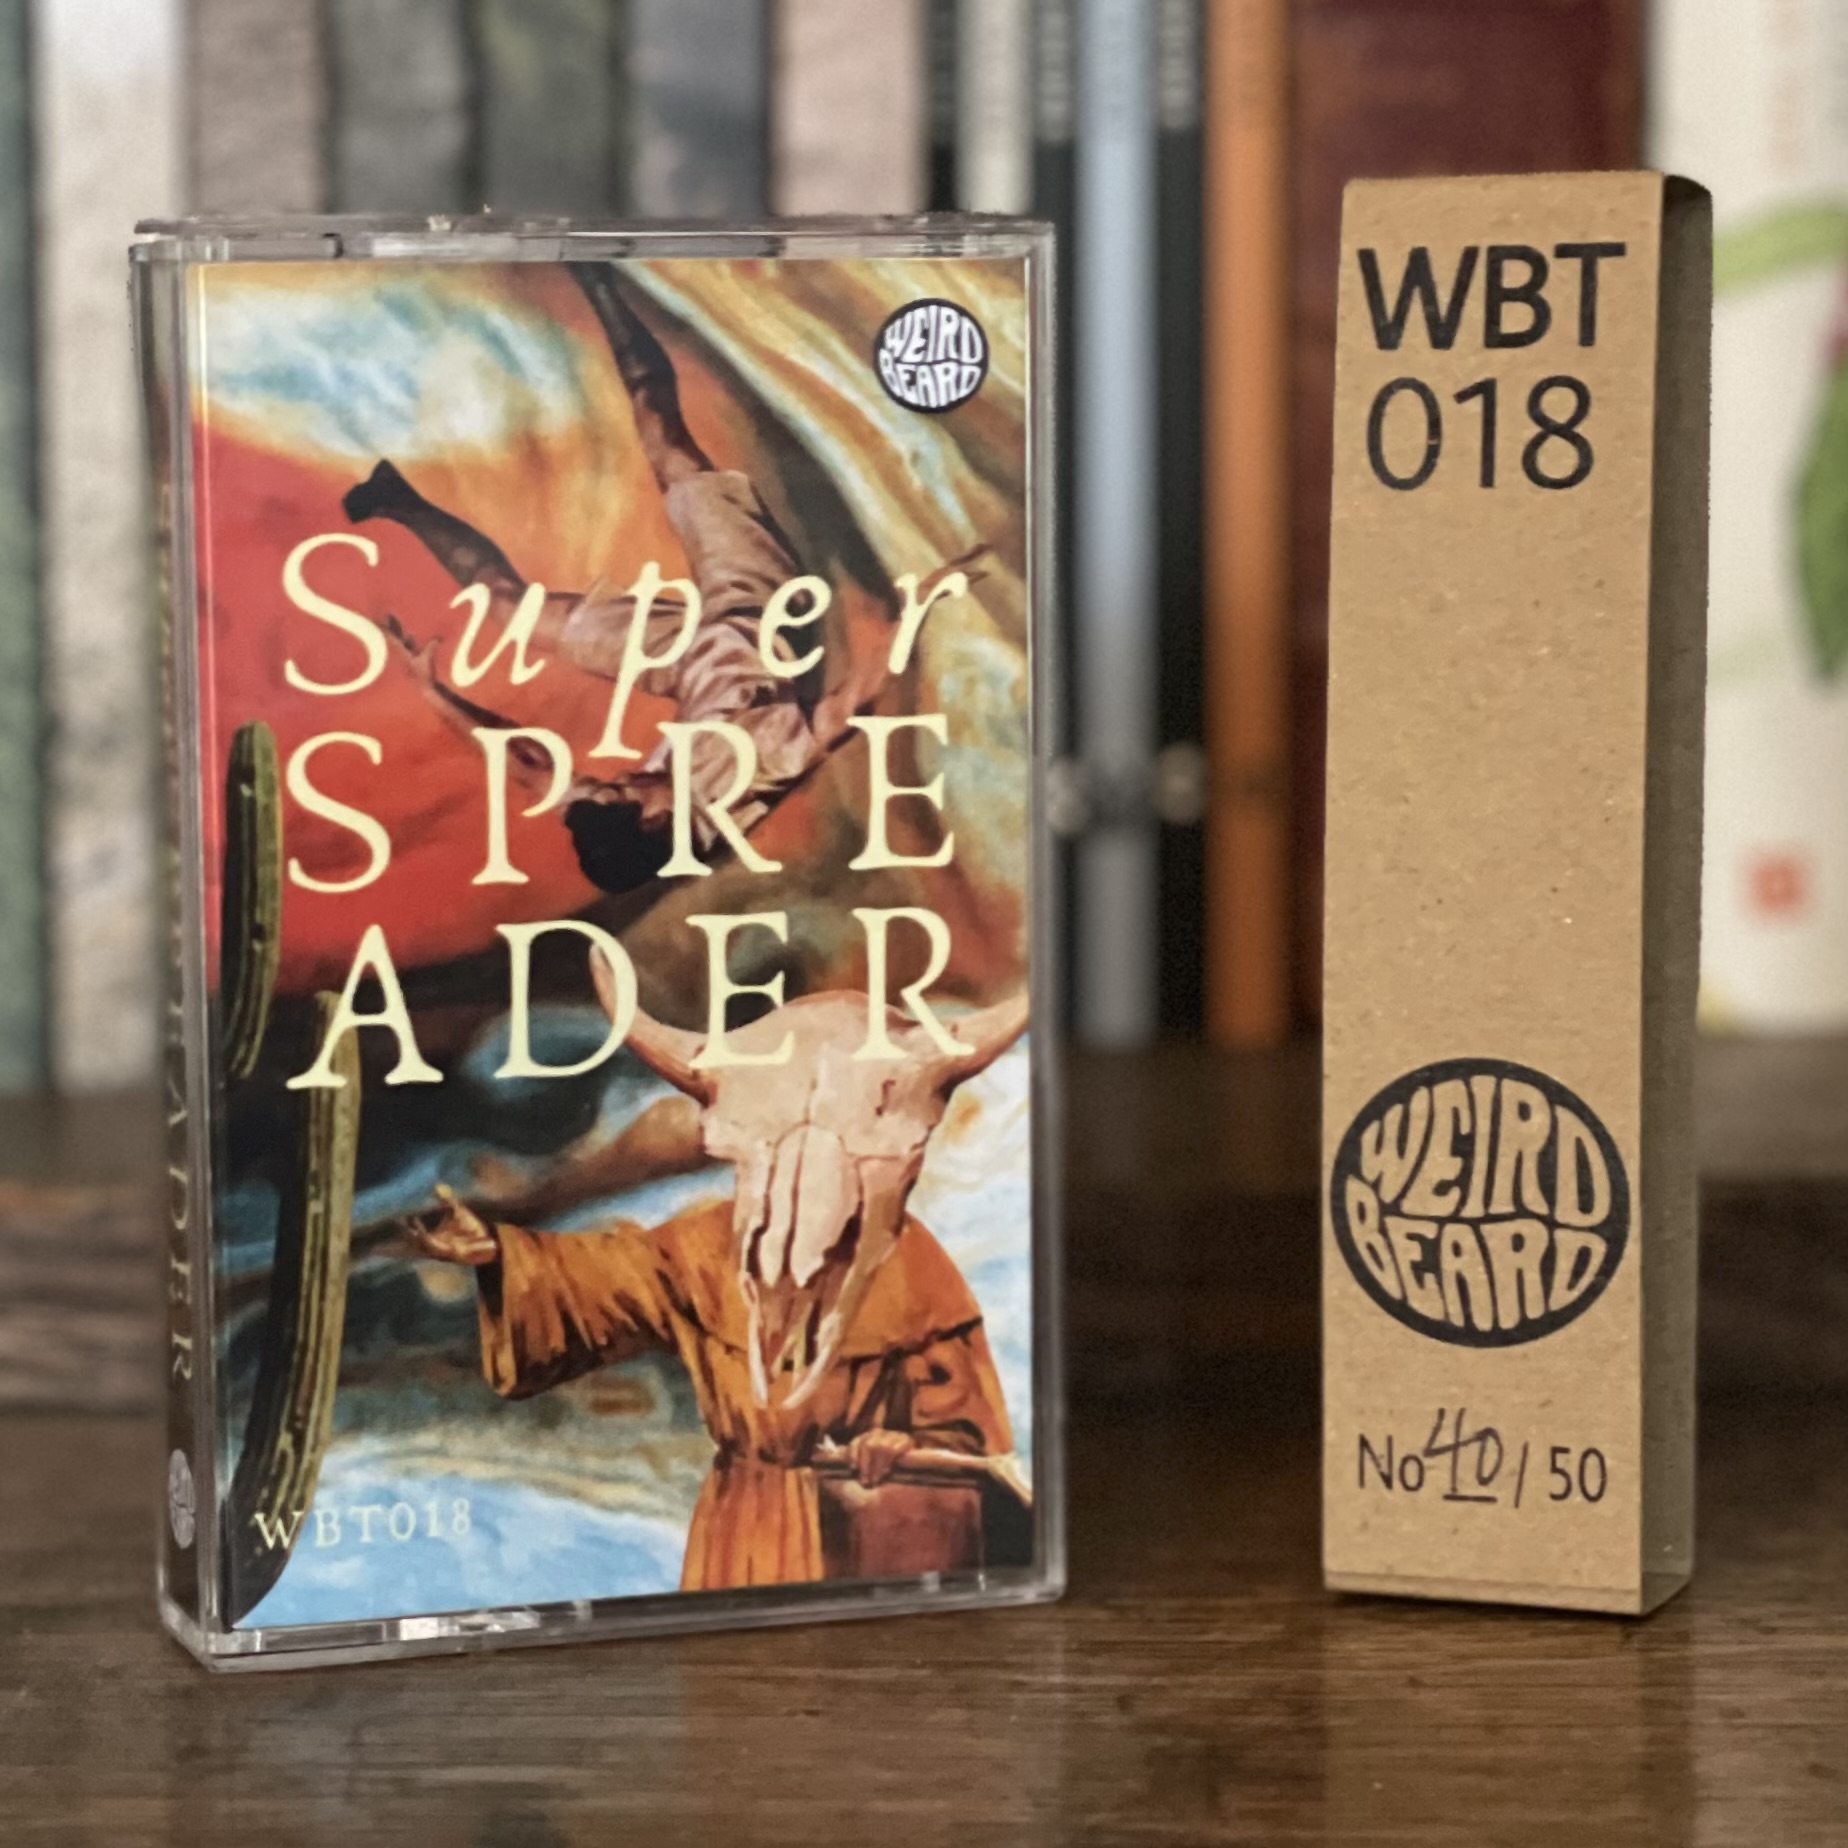 WEIRD
BEARD
Super
SPRE
ADER
WBT018
WBT
018
WEIRD
BEARD
No 40 / 50